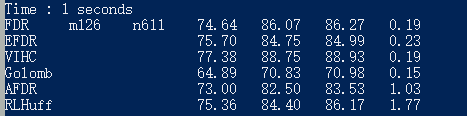 Time : 1 seconds
FDR m126 n611 74.64 86.07 86.27 0.19
EFDR 75.70 84.75 84.99 0.23
VIHC 77.38 88.75 88.93 0.19
Golomb 64.89 70.83 70.98 0.15
AFDR 73.00 82.50 83.53 1.03
RLHuff 75.36 84.40 86.17 1.77